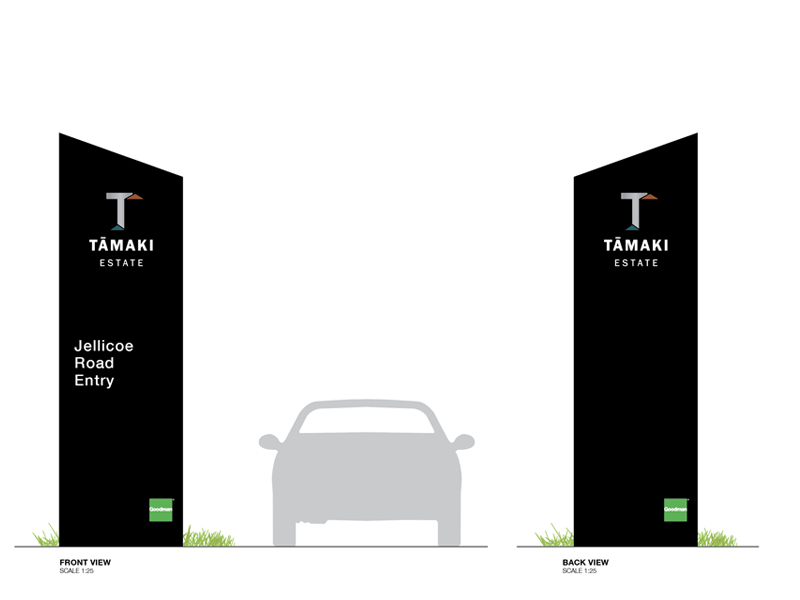 TĀMAKI
ESTATE
Jellicoe
Road
Entry
Goodman
FRONT VIEW
SCALE 1:25
TĀMAKI
ESTATE
Goodman
BACK VIEW
SCALE 1:25